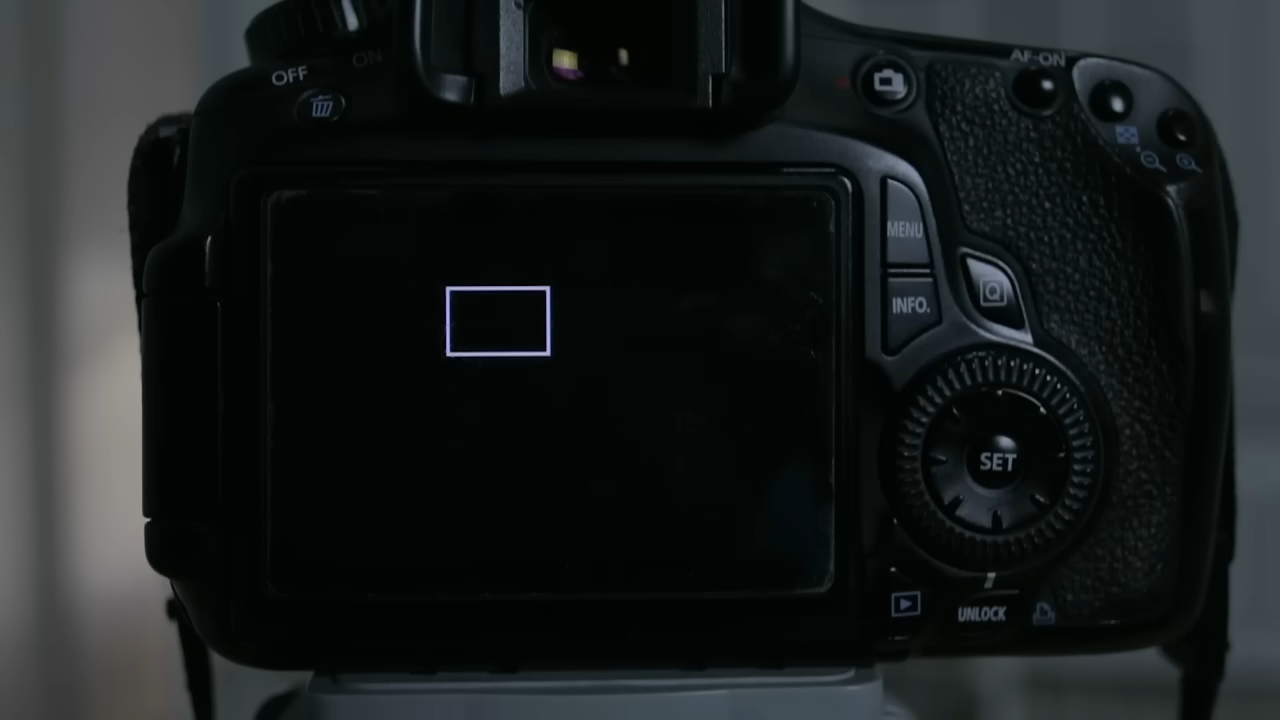 AF-ON
OFF ON
MENU
Q
INFO.
SET
UNLOCK